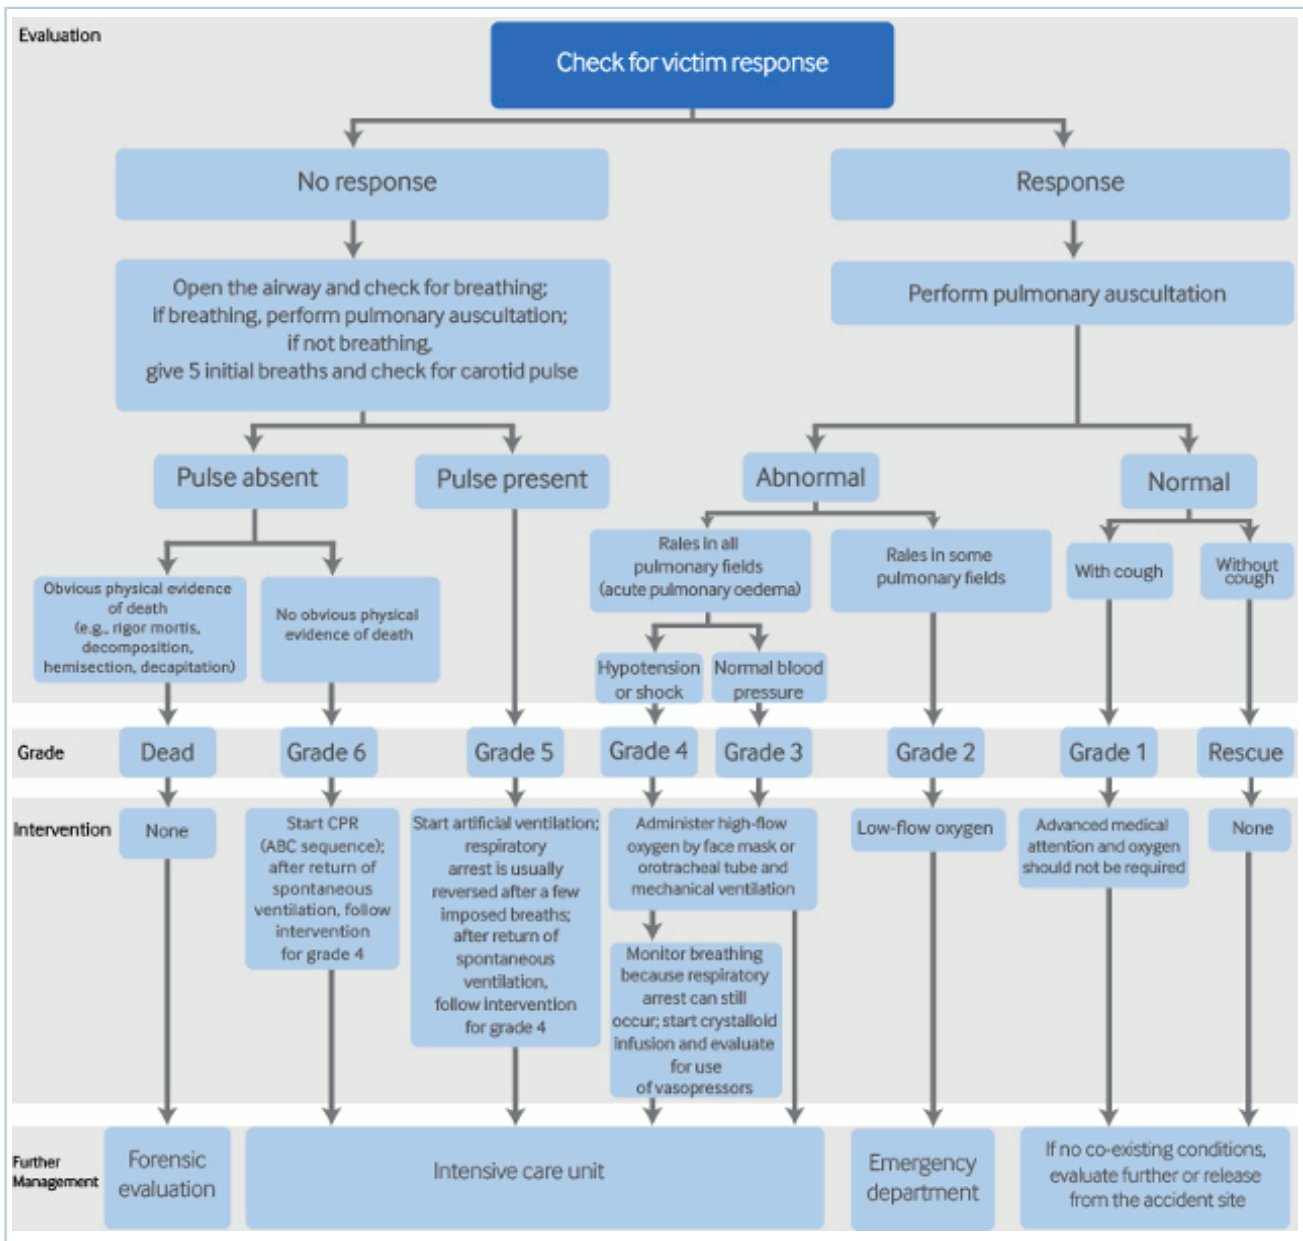 Evaluation
Check for victim response
No response
Response
Open the airway and check for breathing;
if breathing, perform pulmonary auscultation;
if not breathing,
give 5 initial breaths and check for carotid pulse
Perform pulmonary auscultation
Pulse absent
Pulse present
Abnormal
Normal
Obvious physical evidence
of death
(e.g., rigor mortis,
decomposition,
hemisection, decapitation)
No obvious physical
evidence of death
Rales in all
pulmonary fields
(acute pulmonary oedema)
Rales in some
pulmonary fields
With cough
Without
cough
Hypotension
or shock
Normal blood
pressure
Grade
Dead
Grade 6
Grade 5
Grade 4
Grade 3
Grade 2
Grade 1
Rescue
Intervention
None
Start CPR
(ABC sequence);
after return of
spontaneous
ventilation, follow
intervention
for grade 4
Start artificial ventilation;
respiratory
arrest is usually
reversed after a few
imposed breaths;
after return of
spontaneous
ventilation,
follow intervention
for grade 4
Administer high-flow
oxygen by face mask or
orotracheal tube and
mechanical ventilation
Monitor breathing
because respiratory
arrest can still
occur; start crystalloid
infusion and evaluate
for use
of vasopressors
Low-flow oxygen
Advanced medical
attention and oxygen
should not be required
None
Further
Management
Forensic
evaluation
Intensive care unit
Emergency
department
If no co-existing conditions,
evaluate further or release
from the accident site